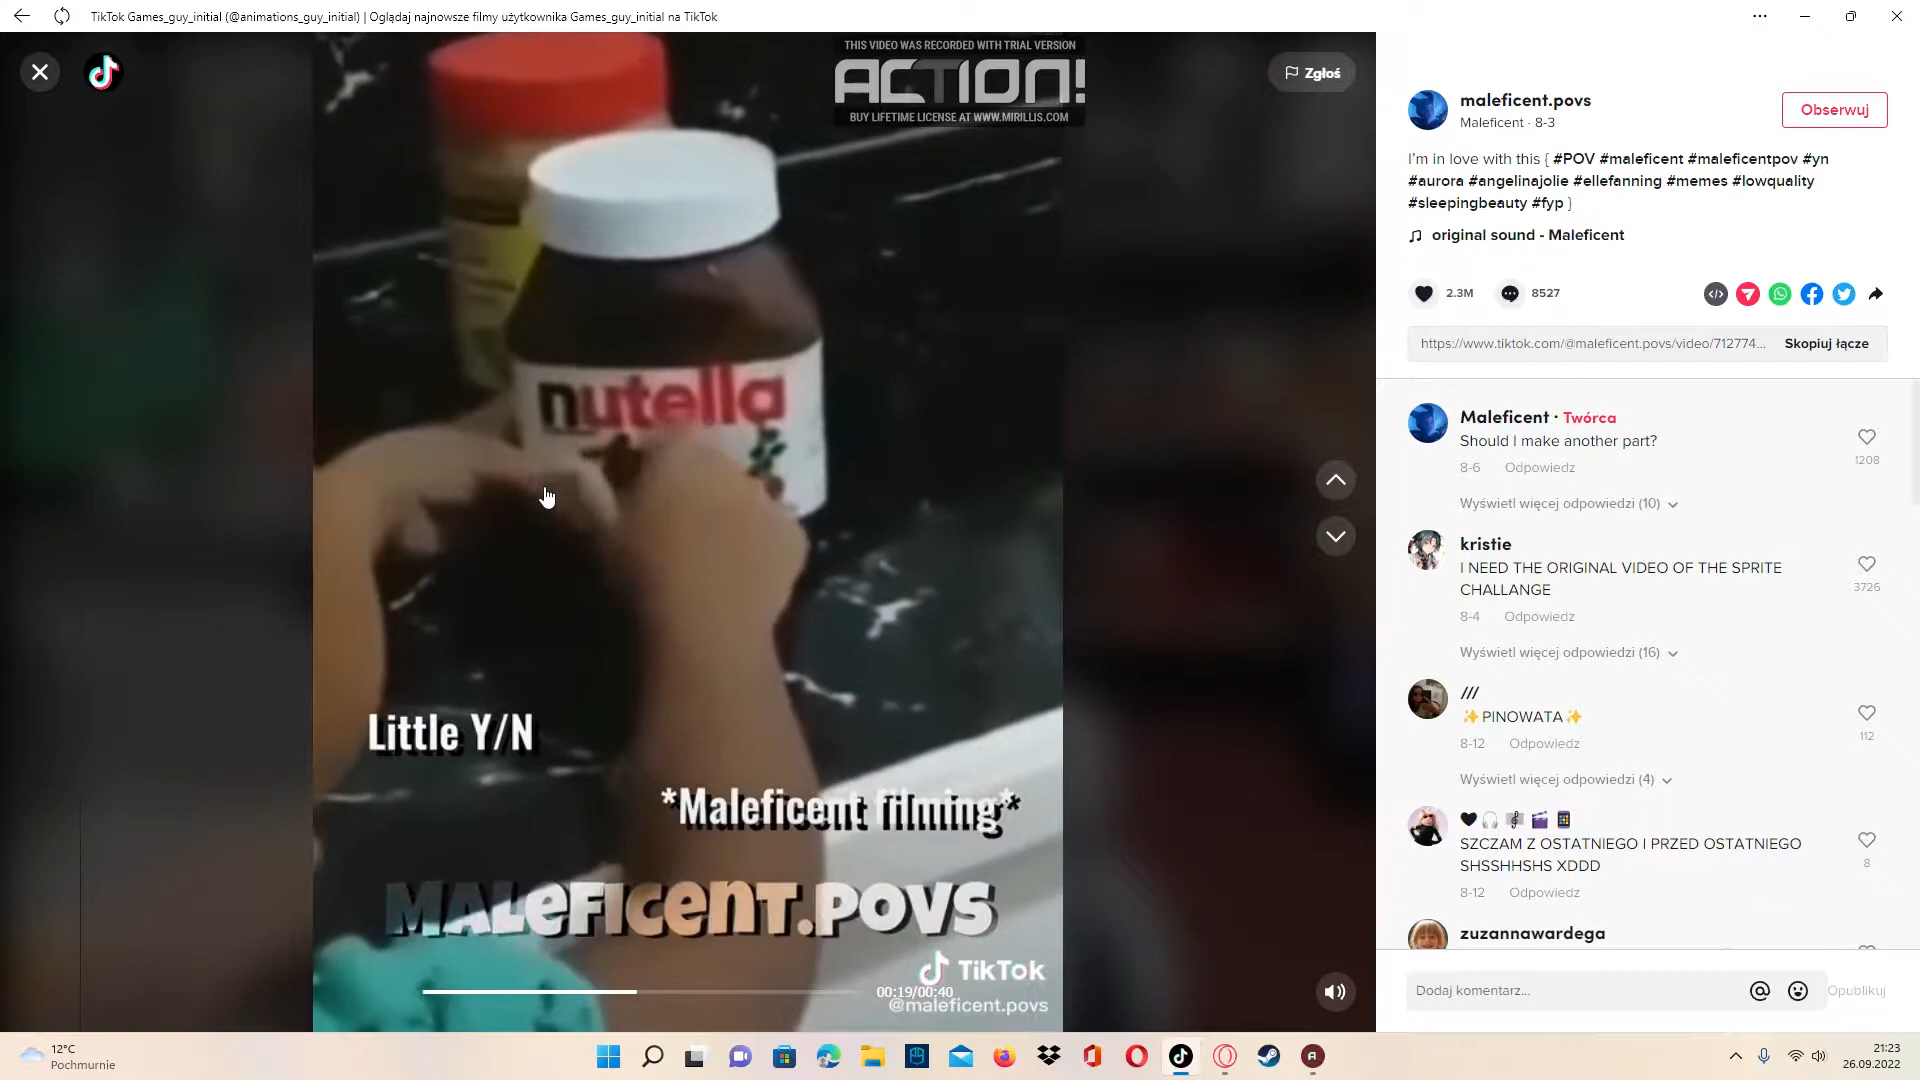 TikTok Games_guy_initial (@animations_guy_initial) | Oglądaj najnowsze filmy użytkownika Games_guy_initial na TikTok
THIS VIDEO WAS RECORDED WITH TRIAL VERSION
ACTION!
BUY LIFETIME LICENSE AT WWW.MIRILLIS.COM
Zgłoś
nutella
Little Y/N
*Maleficent filming*
MALEFICENT.POVS
TikTok
00:19/00:40
@maleficent.povs
maleficent.povs
Maleficent · 8-3
Obserwuj
I'm in love with this { #POV #maleficent #maleficentpov #yn
#aurora #angelinajolie #ellefanning #memes #lowquality
#sleepingbeauty #fyp }
original sound - Maleficent
2.3M
8527
https://www.tiktok.com/@maleficent.povs/video/712774...
Skopiuj łącze
Maleficent · Twórca
Should I make another part?
1208
8-6 Odpowiedz
Wyświetl więcej odpowiedzi (10)
kristie
I NEED THE ORIGINAL VIDEO OF THE SPRITE
CHALLANGE
3726
8-4 Odpowiedz
Wyświetl więcej odpowiedzi (16)
///
✨PINOWATA✨
112
8-12 Odpowiedz
Wyświetl więcej odpowiedzi (4)
SZCZAM Z OSTATNIEGO I PRZED OSTATNIEGO
SHSSHHSHS XDDD
8
8-12 Odpowiedz
zuzannawardega
Dodaj komentarz...
Opublikuj
12°C
Pochmurnie
21:23
26.09.2022